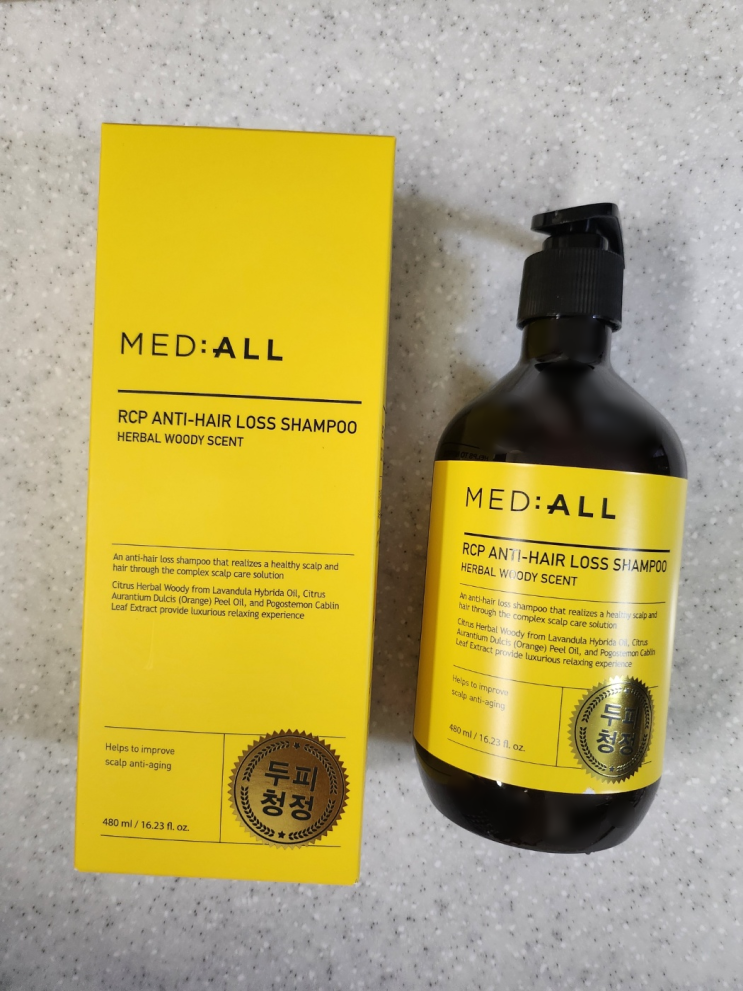 MED:ALL
RCP ANTI-HAIR LOSS SHAMPOO
HERBAL WOODY SCENT
An anti-hair loss shampoo that realizes a healthy scalp and
hair through the complex scalp care solution
Citrus Herbal Woody from Lavandula Hybrida Oil, Citrus
Aurantium Dulcis (Orange) Peel Oil, and Pogostemon Cablin
Leaf Extract provide luxurious relaxing experience
Helps to improve
scalp anti-aging
480 ml / 16.23 fl. oz.
두피
청정
MED:ALL
RCP ANTI-HAIR LOSS SHAMPOO
HERBAL WOODY SCENT
An anti-hair loss shampoo that realizes a healthy scalp and
hair through the complex scalp care solution
Citrus Herbal Woody from Lavandula Hybrida Oil, Citrus
Aurantium Dulcis (Orange) Peel Oil, and Pogostemon Cablin
Leaf Extract provide luxurious relaxing experience
Helps to improve
scalp anti-aging
480 ml / 16.23 fl. oz.
두피
청정